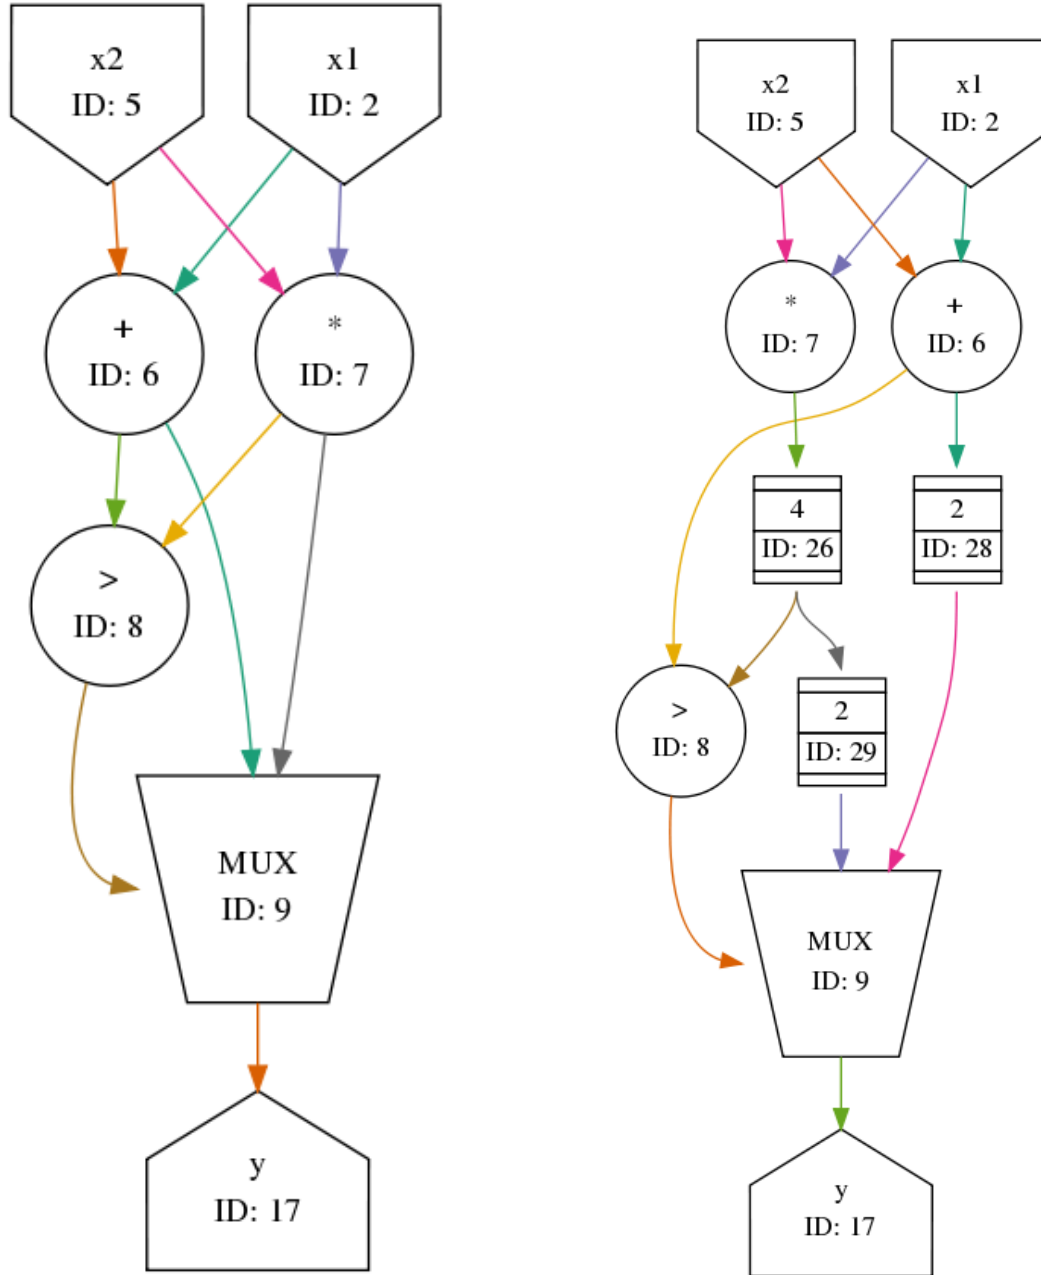 x2
ID: 5
x1
ID: 2
+
ID: 6
*
ID: 7
>
ID: 8
MUX
ID: 9
y
ID: 17
x2
ID: 5
x1
ID: 2
*
ID: 7
+
ID: 6
4
ID: 26
2
ID: 28
>
ID: 8
2
ID: 29
MUX
ID: 9
y
ID: 17